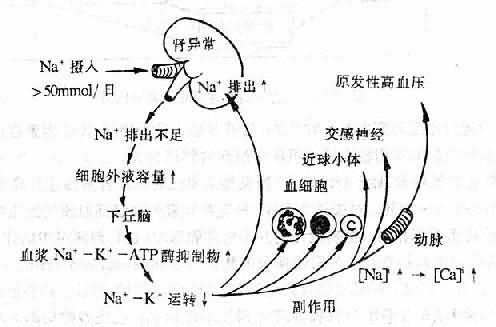 肾异常
Na⁺ 摄入
>50mmol/日
Na⁺ 排出↑
原发性高血压
Na⁺ 排出不足
交感神经
近球小体
血细胞
细胞外液容量↑
下丘脑
C
动脉
血浆 Na⁺-K⁺-ATP 酶抑制物↑
[Na]⁺ → [Ca]↑
Na⁺-K⁺ 运转↓
副作用